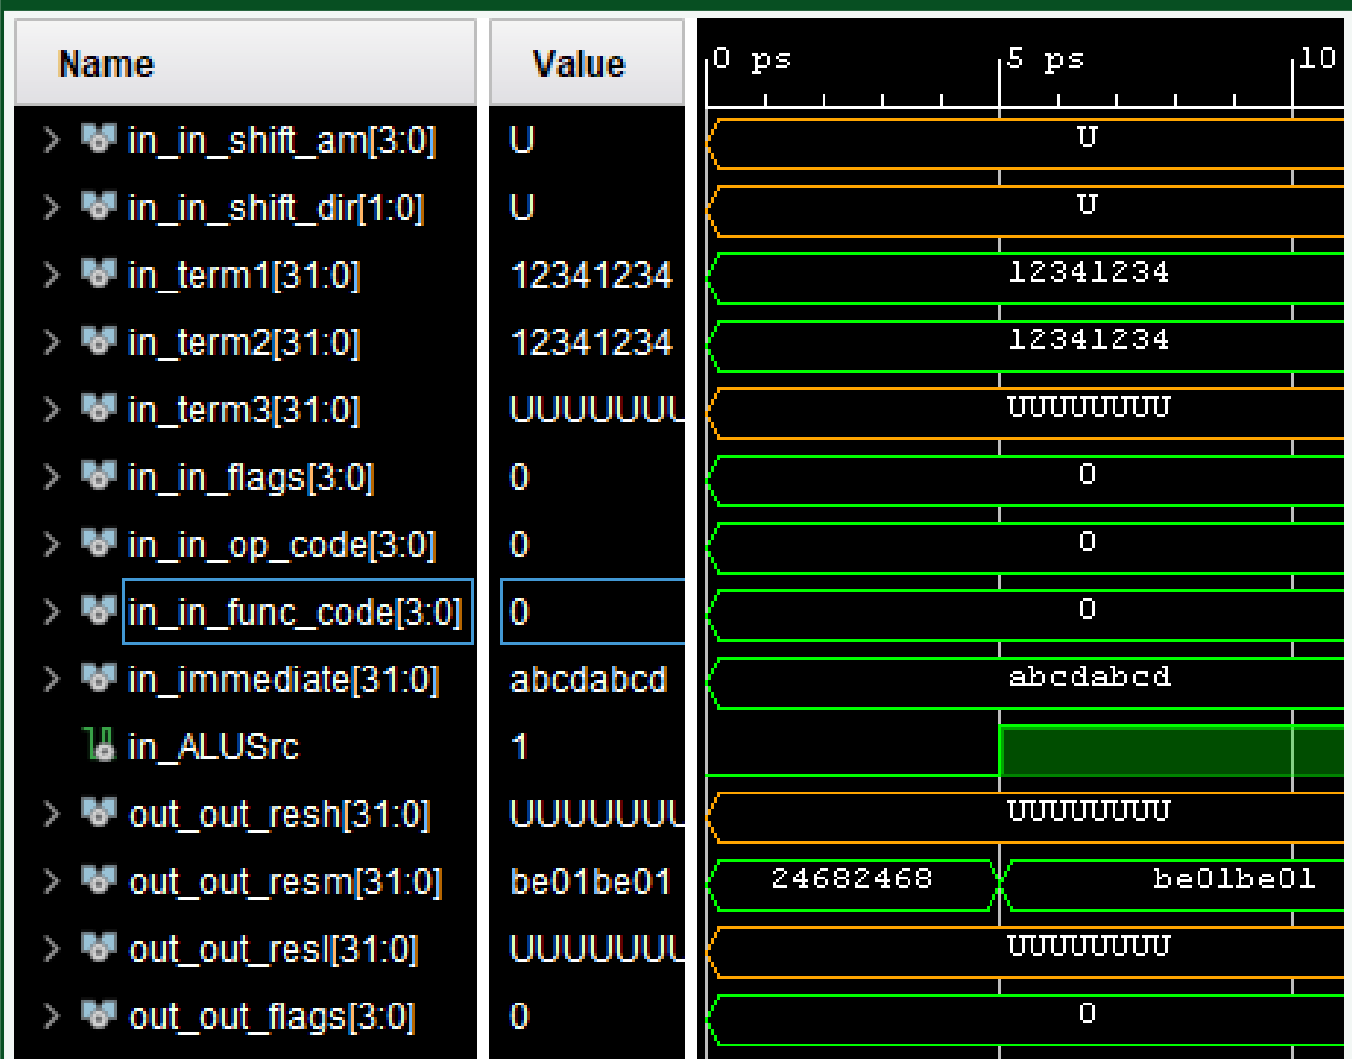 Name Value 0 ps 5 ps 10
in_in_shift_am[3:0] U U
in_in_shift_dir[1:0] U U
in_term1[31:0] 12341234 12341234
in_term2[31:0] 12341234 12341234
in_term3[31:0] UUUUUUU UUUUUUUU
in_in_flags[3:0] 0 0
in_in_op_code[3:0] 0 0
in_in_func_code[3:0] 0 0
in_immediate[31:0] abcdabcd abcdabcd
in_ALUSrc 1
out_out_resh[31:0] UUUUUUU UUUUUUUU
out_out_resm[31:0] be01be01 24682468 be01be01
out_out_resl[31:0] UUUUUUU UUUUUUUU
out_out_flags[3:0] 0 0